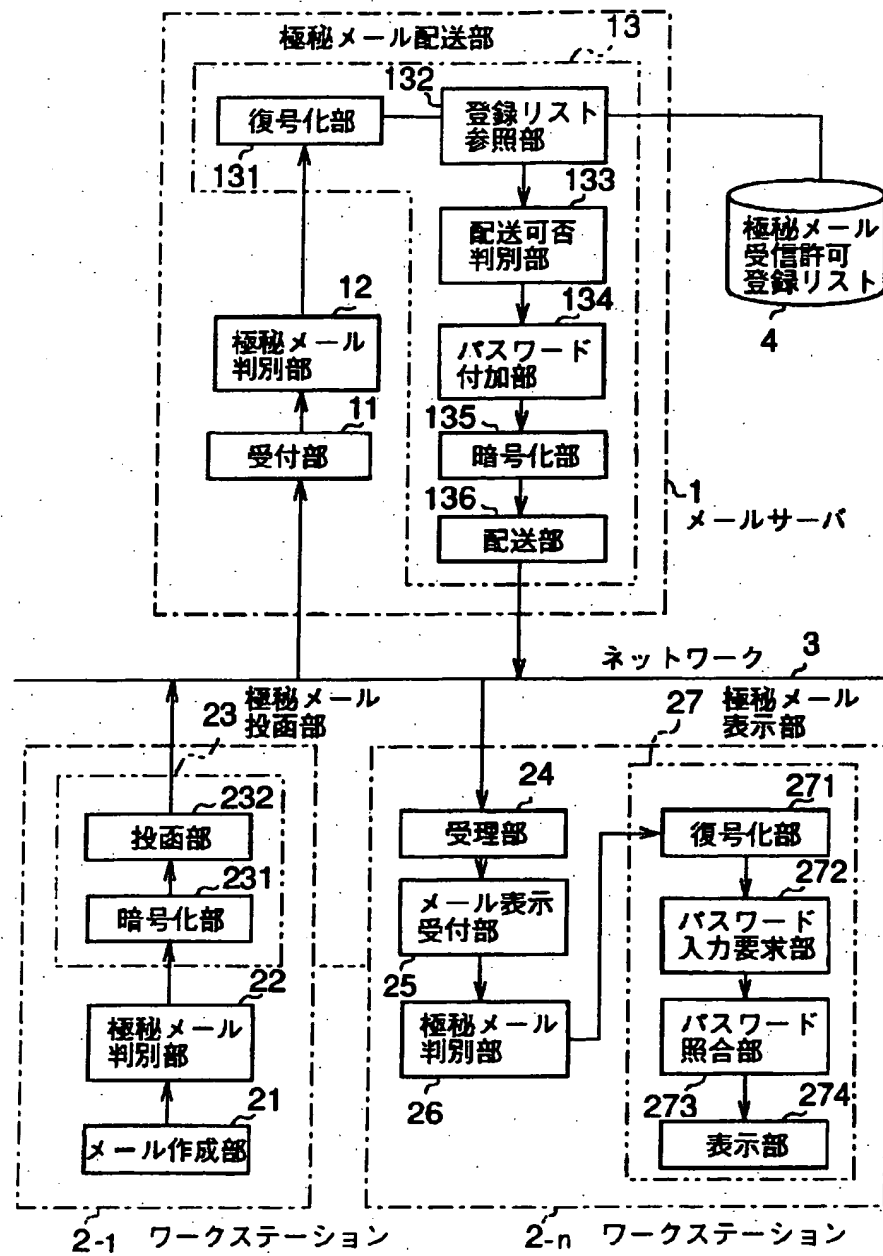 極秘メール配送部
13
132
復号化部
131
登録リスト
参照部
133
配送可否
判別部
極秘メール
受信許可
登録リスト
4
12
極秘メール
判別部
134
パスワード
付加部
11
受付部
135
暗号化部
136
配送部
1
メールサーバ
ネットワーク
3
23
極秘メール
投函部
27
極秘メール
表示部
232
投函部
231
暗号化部
22
極秘メール
判別部
21
メール作成部
2-1 ワークステーション
24
受理部
メール表示
受付部
25
極秘メール
判別部
26
271
復号化部
272
パスワード
入力要求部
パスワード
照合部
273
274
表示部
2-n ワークステーション